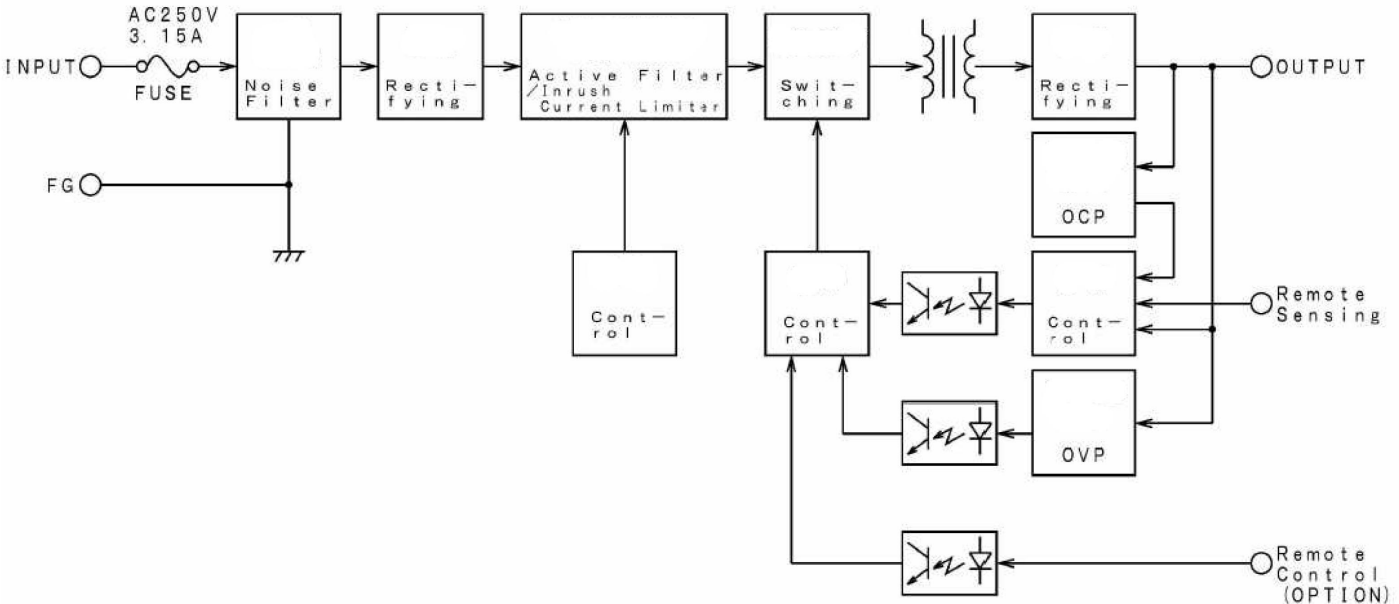 AC250V
3. 15A
INPUT
FUSE
Noise
Filter
Recti-
fying
Active Filter
/Inrush
Current Limiter
Swit-
ching
Recti-
fying
OUTPUT
FG
OCP
Cont-
rol
Cont-
rol
Cont-
rol
Remote
Sensing
OVP
Remote
Control
(OPTION)